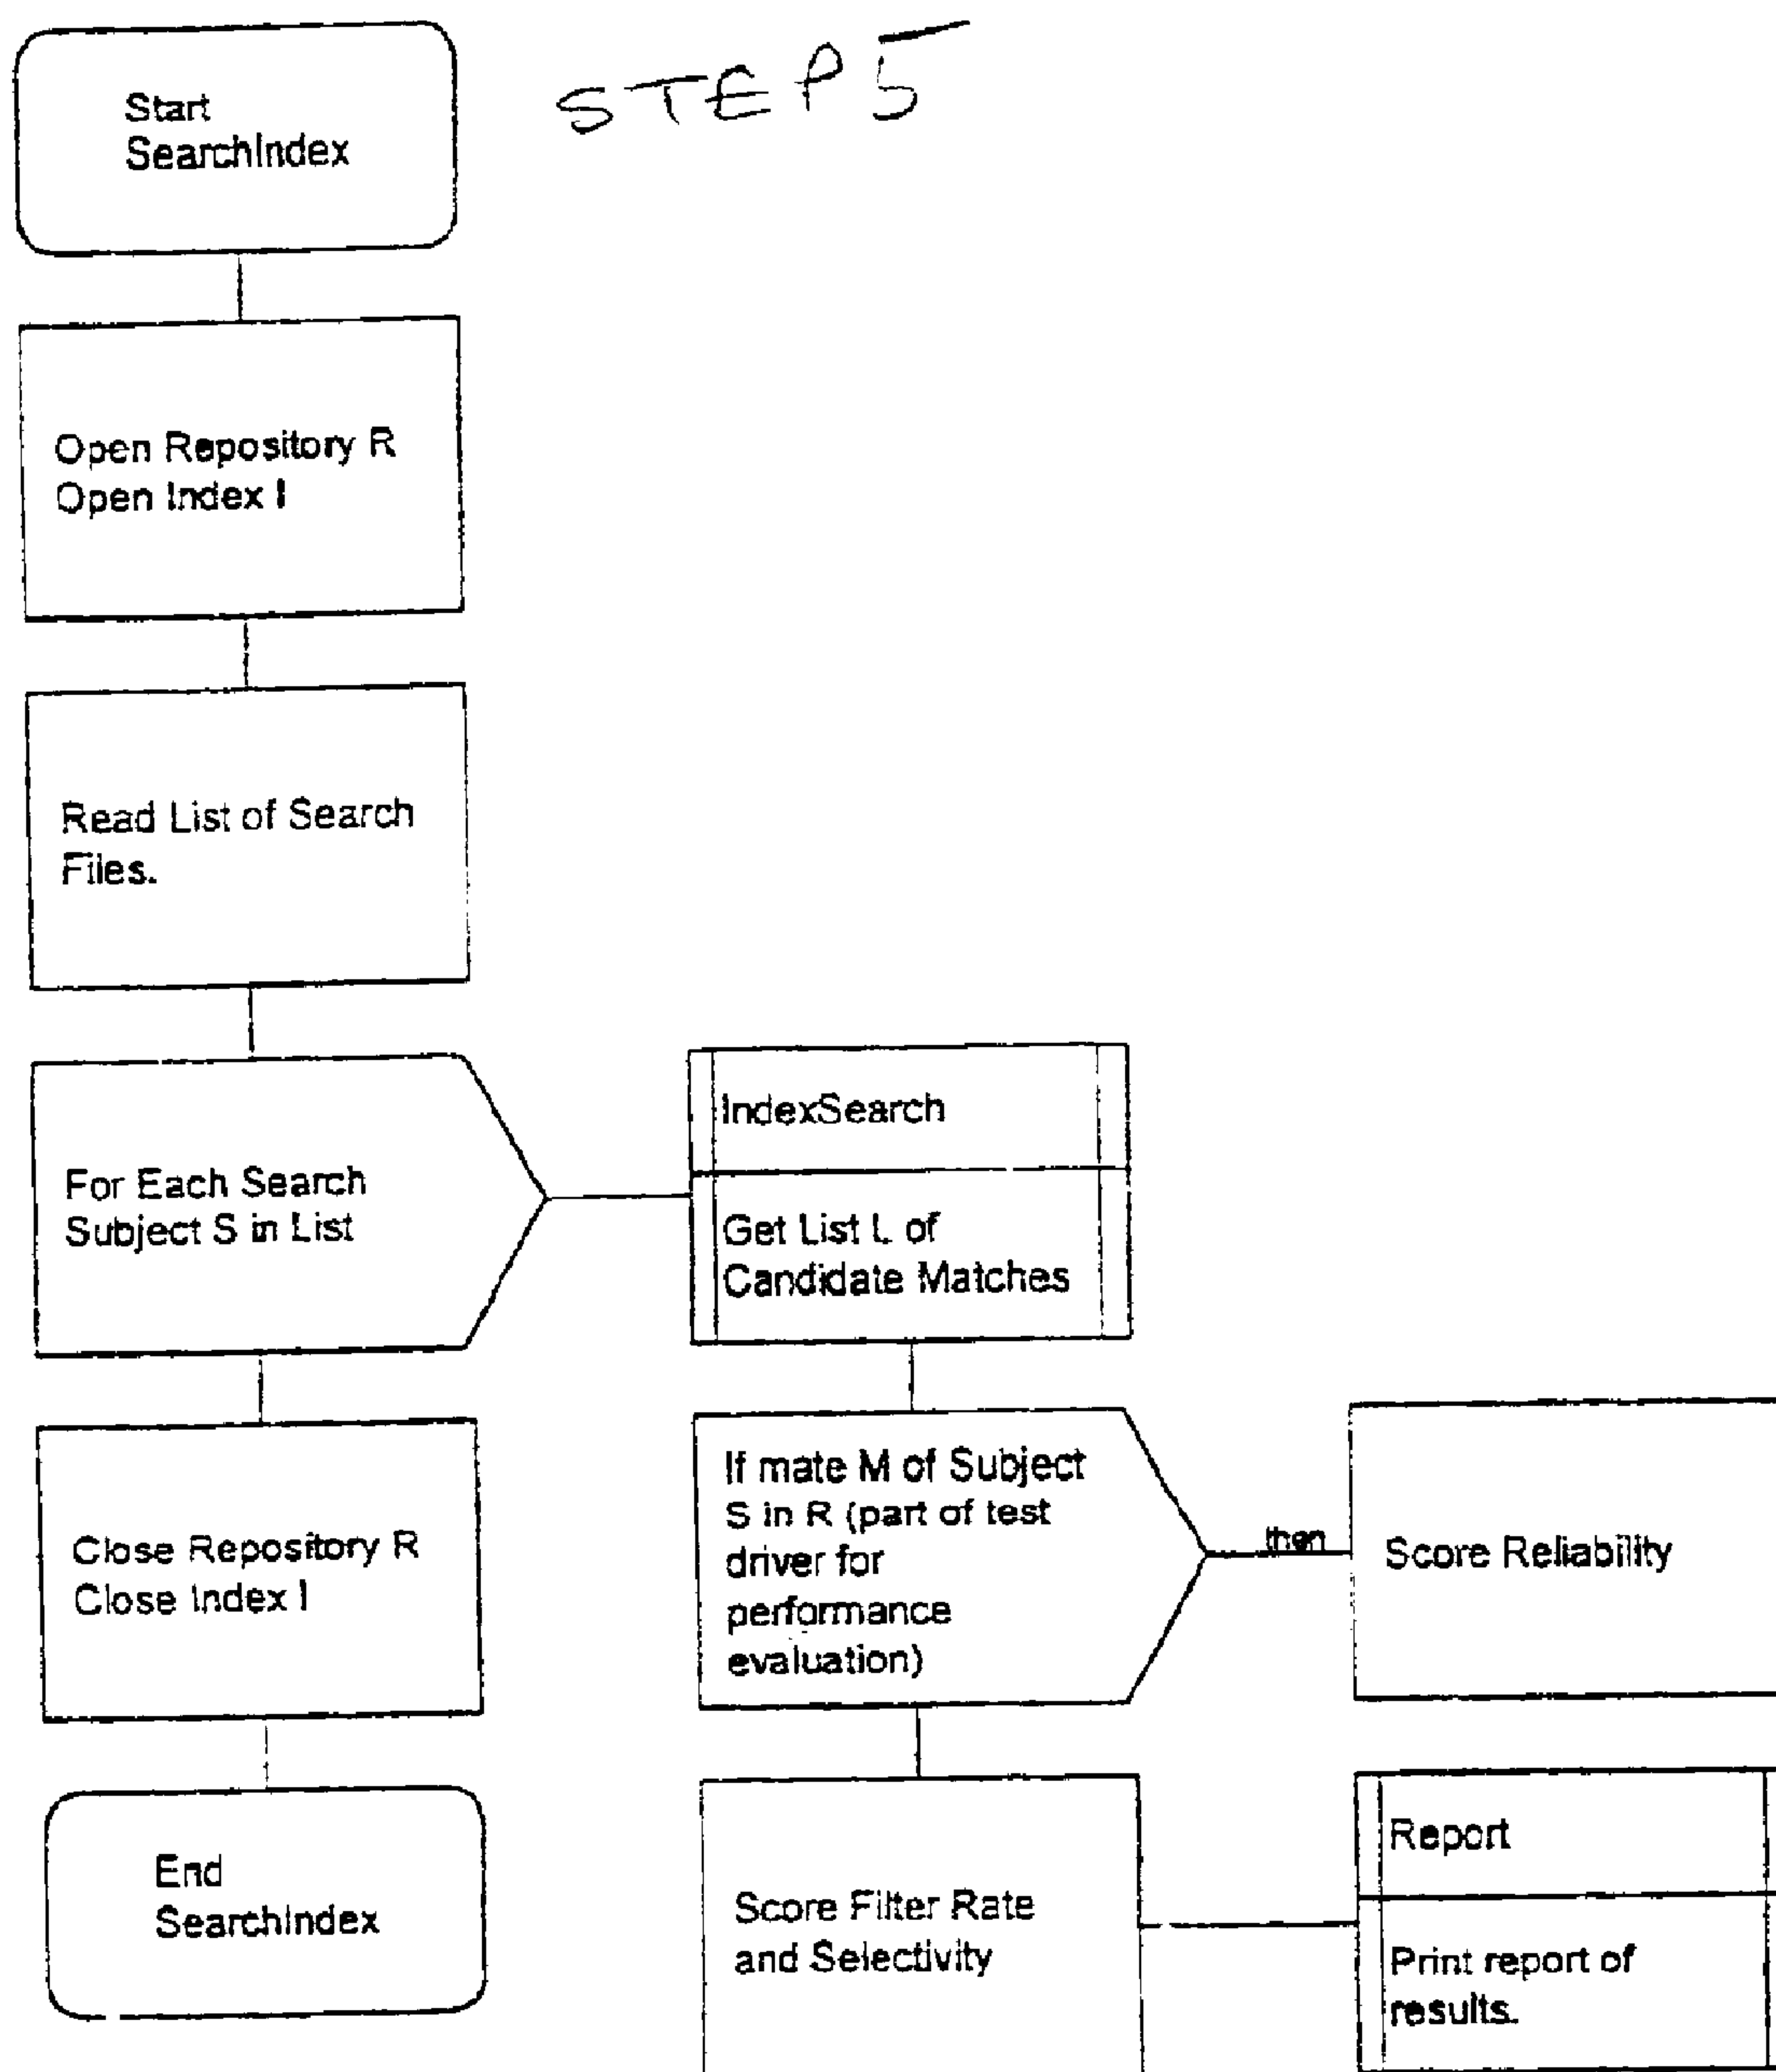 STEP 5
Start
SearchIndex
Open Repository R
Open Index I
Read List of Search
Files.
For Each Search
Subject S in List
IndexSearch
Get List L of
Candidate Matches
If mate M of Subject
S in R (part of test
driver for
performance
evaluation)
then
Score Reliability
Score Filter Rate
and Selectivity
Report
Print report of
results.
Close Repository R
Close Index I
End
SearchIndex